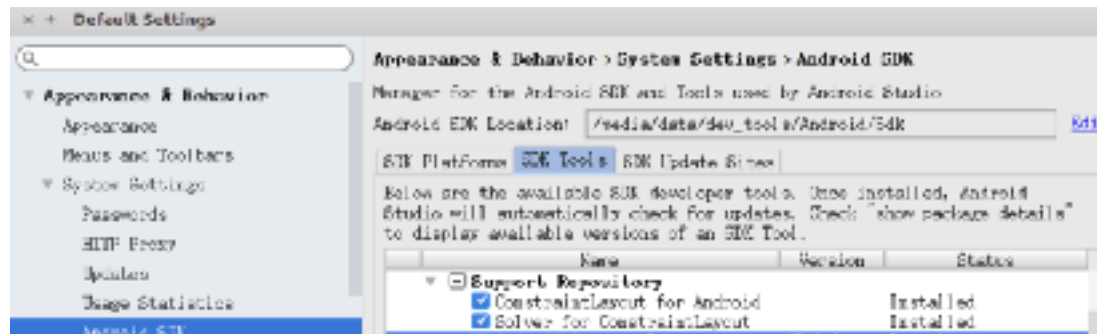 Default Settings
Appearance & Behavior
Appearance
Menus and Toolbars
System Settings
Passwords
HTTP Proxy
Updates
Usage Statistics
Android SDK
Appearance & Behavior › System Settings › Android SDK
Manager for the Android SDK and Tools used by Android Studio
Android SDK Location: /media/data/dev_tools/Android/Sdk Edit
SDK Platforms SDK Tools SDK Update Sites
Below are the available SDK developer tools. Once installed, Android
Studio will automatically check for updates. Check "show package details"
to display available versions of an SDK Tool.
Name Version Status
Support Repository
ConstraintLayout for Android Installed
Solver for ConstraintLayout Installed